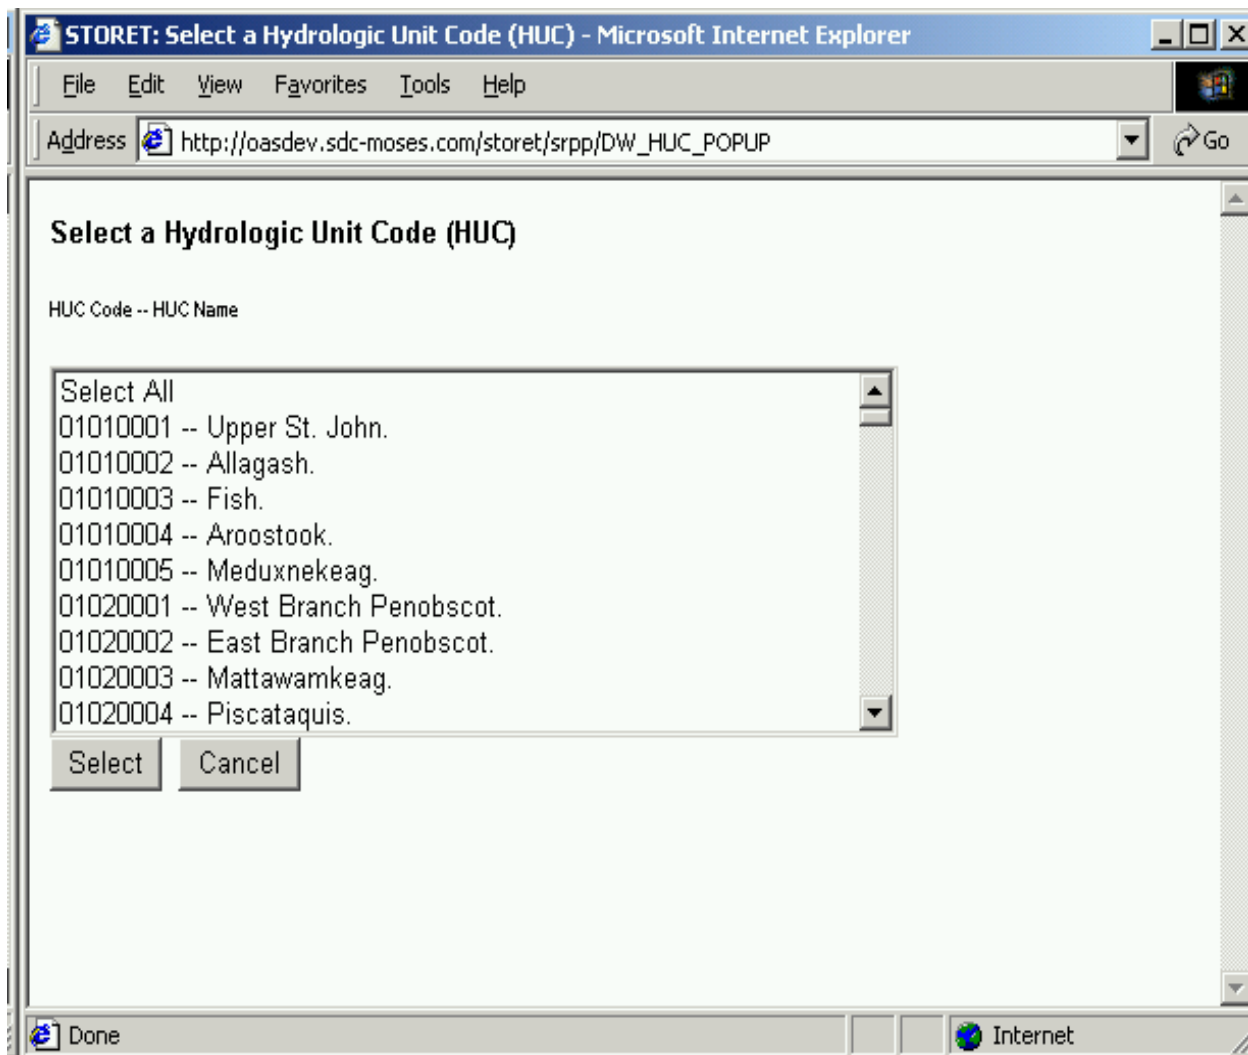 STORET: Select a Hydrologic Unit Code (HUC) - Microsoft Internet Explorer
File Edit View Favorites Tools Help
Address http://oasdev.sdc-moses.com/storet/srpp/DW_HUC_POPUP Go
Select a Hydrologic Unit Code (HUC)
HUC Code -- HUC Name
Select All
01010001 -- Upper St. John.
01010002 -- Allagash.
01010003 -- Fish.
01010004 -- Aroostook.
01010005 -- Meduxnekeag.
01020001 -- West Branch Penobscot.
01020002 -- East Branch Penobscot.
01020003 -- Mattawamkeag.
01020004 -- Piscataquis.
Select Cancel
Done Internet